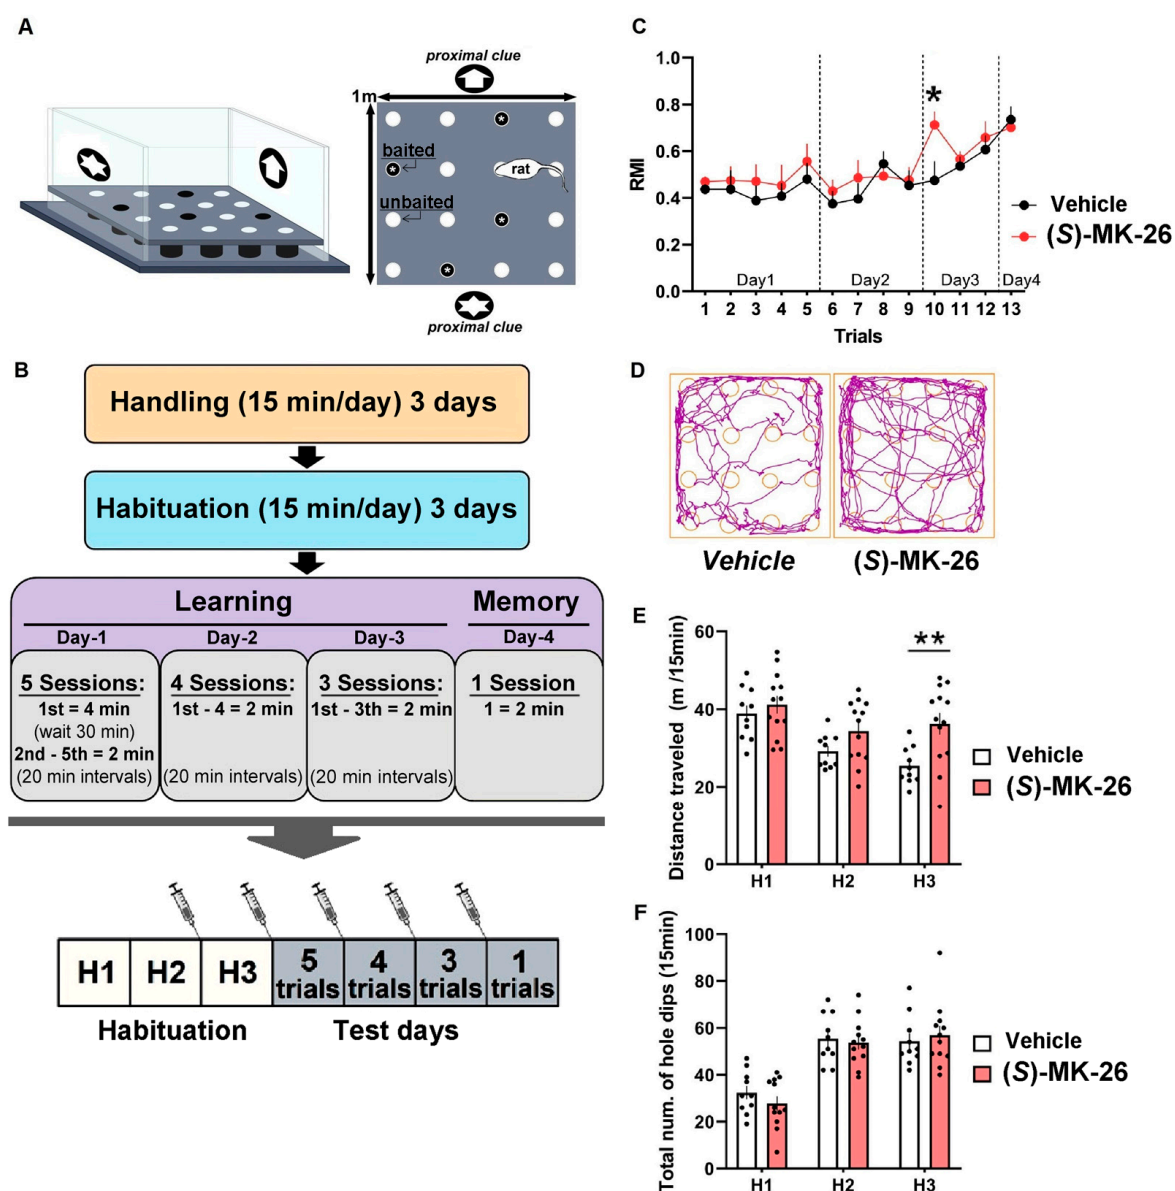 A
proximal clue
1m
baited
unbaited
rat
proximal clue
B
Handling (15 min/day) 3 days
Habituation (15 min/day) 3 days
Learning
Memory
Day-1
Day-2
Day-3
Day-4
5 Sessions:
1st = 4 min
(wait 30 min)
2nd - 5th = 2 min
(20 min intervals)
4 Sessions:
1st - 4 = 2 min
(20 min intervals)
3 Sessions:
1st - 3th = 2 min
(20 min intervals)
1 Session
1 = 2 min
H1
H2
H3
5
trials
4
trials
3
trials
1
trials
Habituation
Test days
C
RMI
1.0
0.8
0.6
0.4
0.2
0.0
*
Day1
Day2
Day3
Day4
1 2 3 4 5 6 7 8 9 10 11 12 13
Trials
Vehicle
(S)-MK-26
D
Vehicle
(S)-MK-26
E
Distance traveled (m /15min)
60
40
20
0
**
H1
H2
H3
Vehicle
(S)-MK-26
F
Total num. of hole dips (15min)
100
80
60
40
20
0
H1
H2
H3
Vehicle
(S)-MK-26